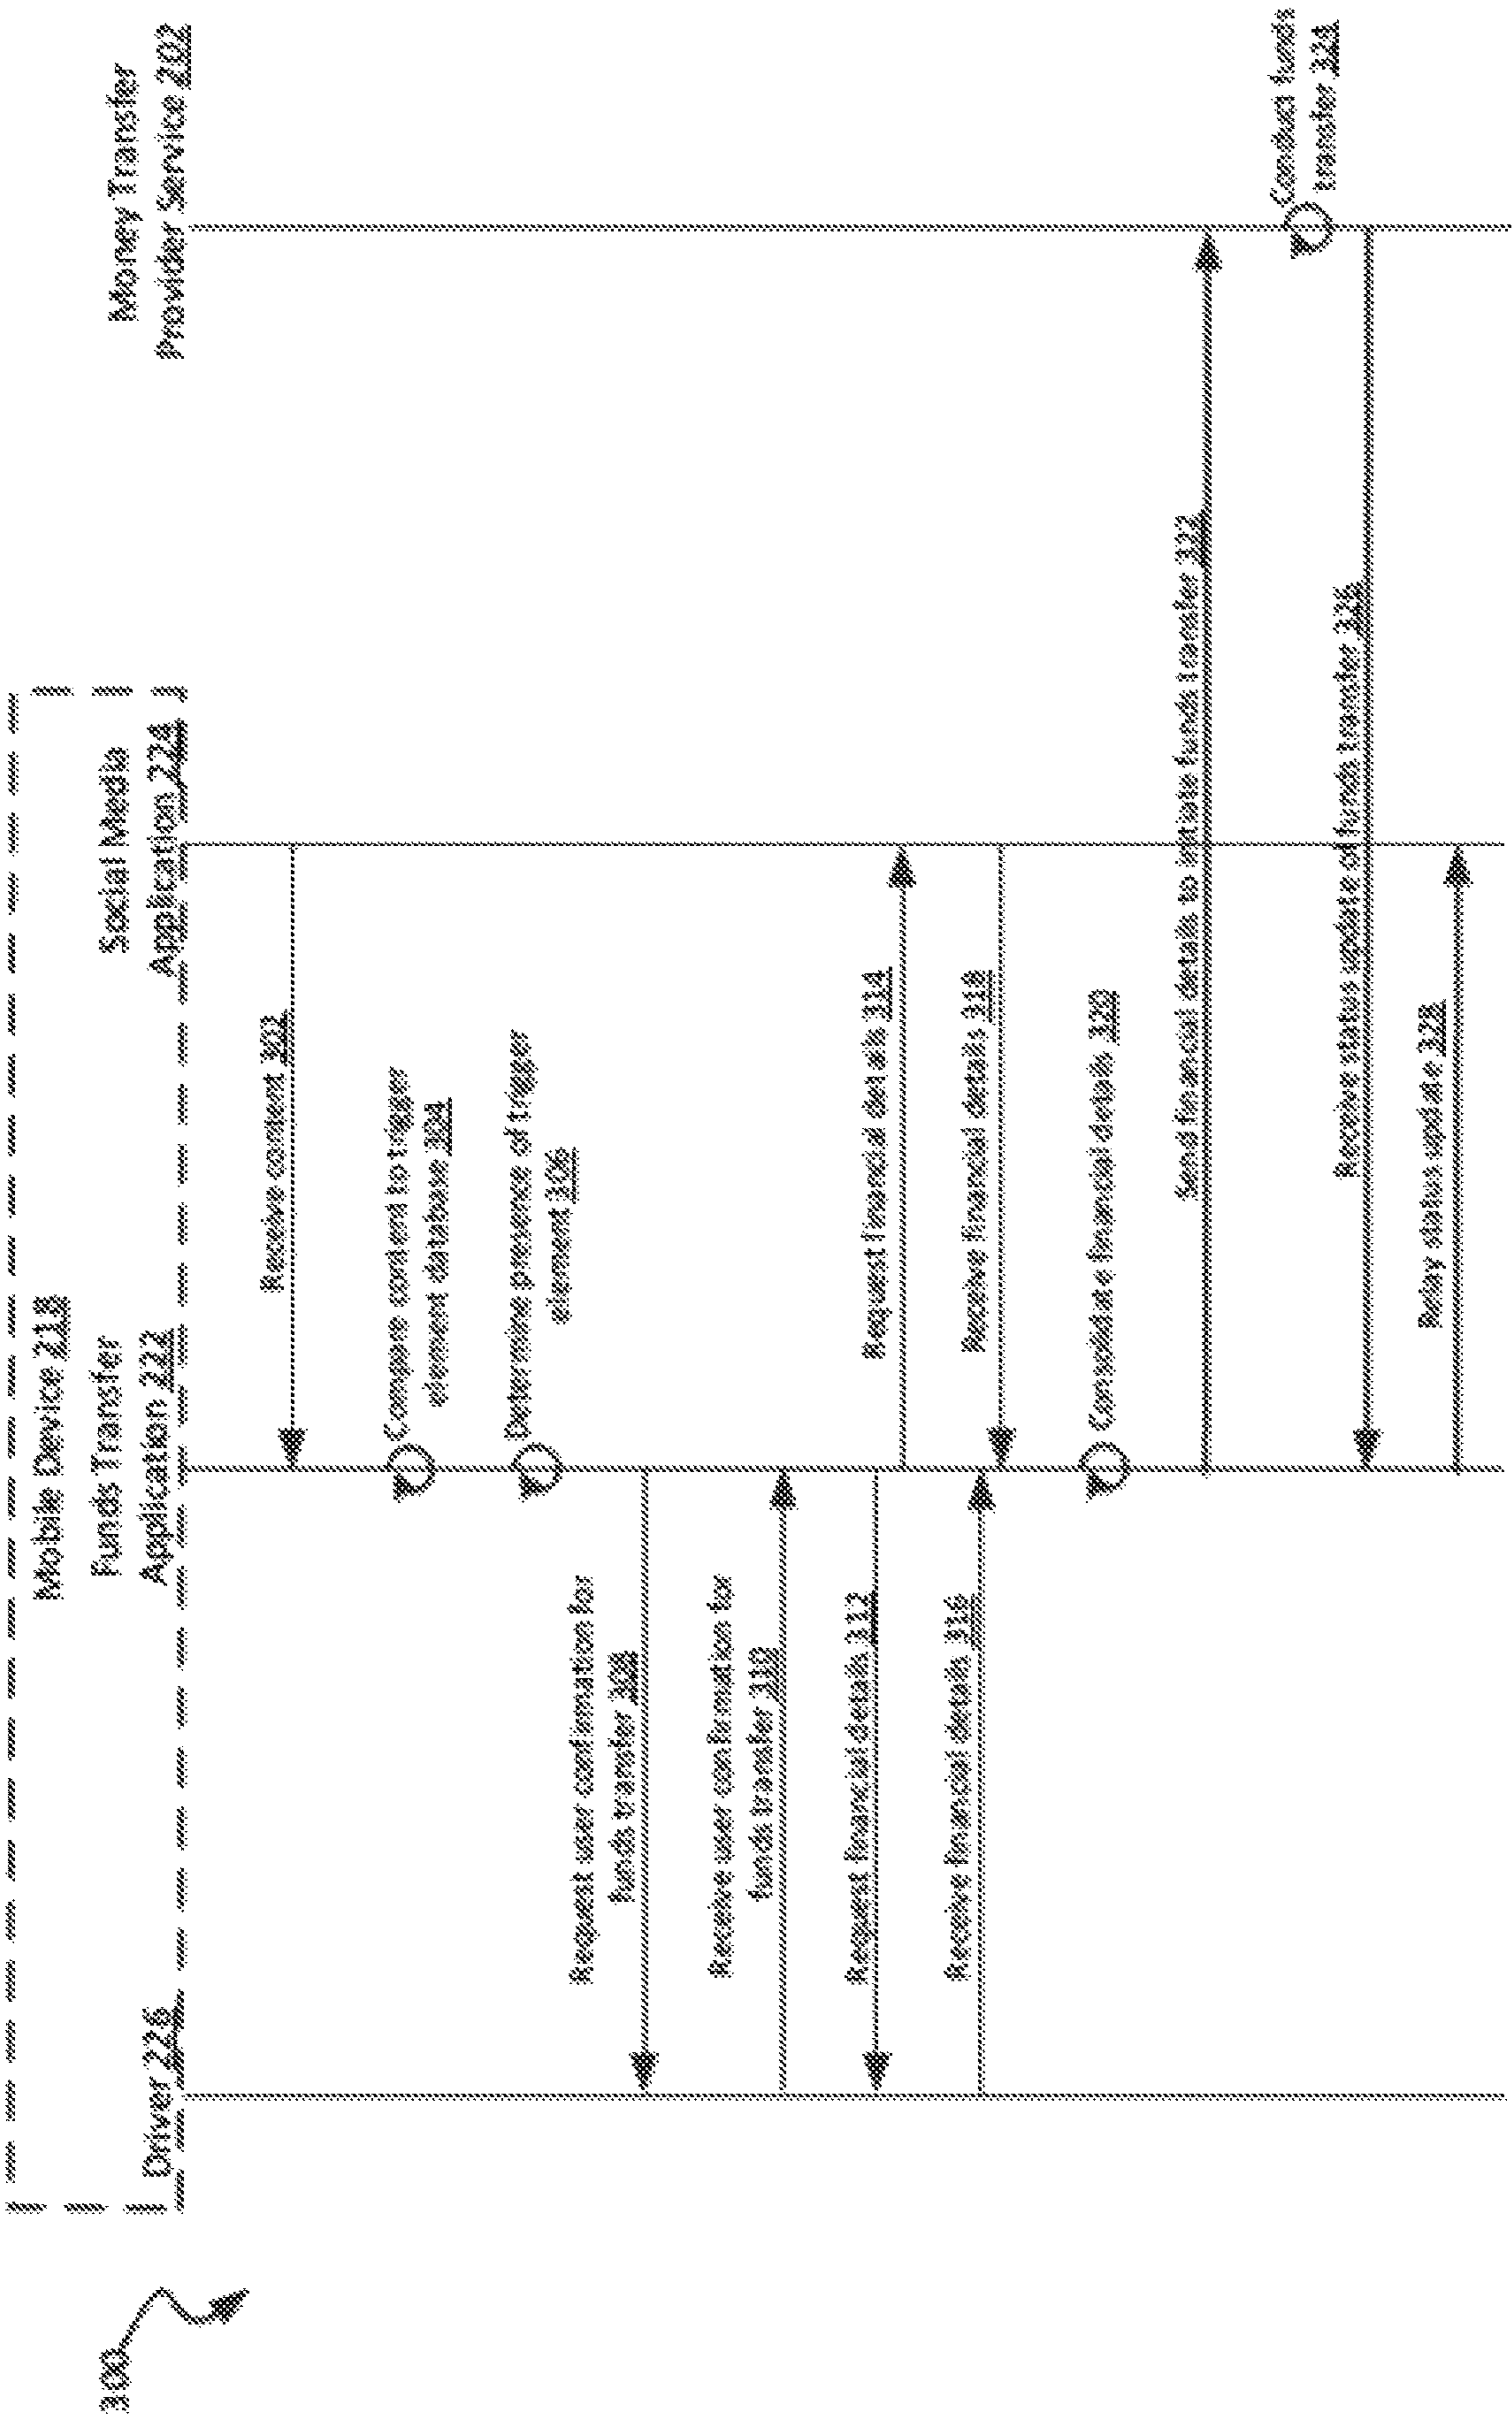 300
Mobile Device 218
Driver 226
Funds Transfer
Application 222
Social Media
Application 224
Money Transfer
Provider Service 202
Receive content 302
Compare content to trigger
element database 304
Determine presence of trigger
element 306
Request user confirmation for
funds transfer 308
Receive user confirmation for
funds transfer 310
Request financial details 312
Request financial details 314
Receive financial details 316
Receive financial details 318
Consolidate financial details 320
Send financial details to initiate funds transfer 322
Conduct funds
transfer 324
Receive status update of funds transfer 326
Relay status update 328